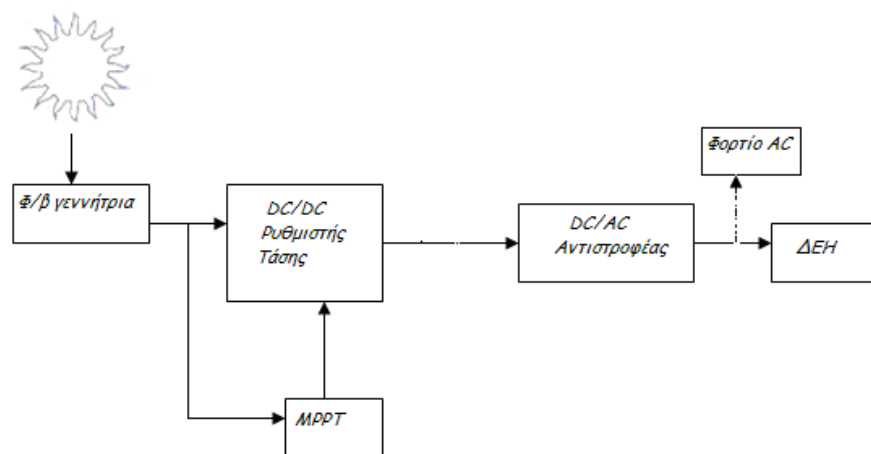 Φορτίο AC
Φ/β γεννήτρια
DC/DC
Ρυθμιστής
Τάσης
DC/AC
Αντιστροφέας
ΔΕΗ
MPPT